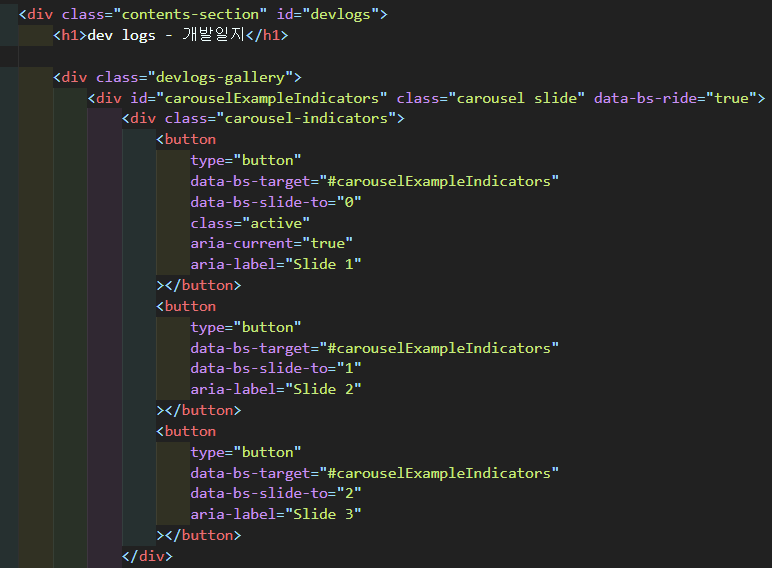 <div class="contents-section" id="devlogs">
<h1>dev logs - 개발일지</h1>
<div class="devlogs-gallery">
<div id="carouselExampleIndicators" class="carousel slide" data-bs-ride="true">
<div class="carousel-indicators">
<button
type="button"
data-bs-target="#carouselExampleIndicators"
data-bs-slide-to="0"
class="active"
aria-current="true"
aria-label="Slide 1"
></button>
<button
type="button"
data-bs-target="#carouselExampleIndicators"
data-bs-slide-to="1"
aria-label="Slide 2"
></button>
<button
type="button"
data-bs-target="#carouselExampleIndicators"
data-bs-slide-to="2"
aria-label="Slide 3"
></button>
</div>